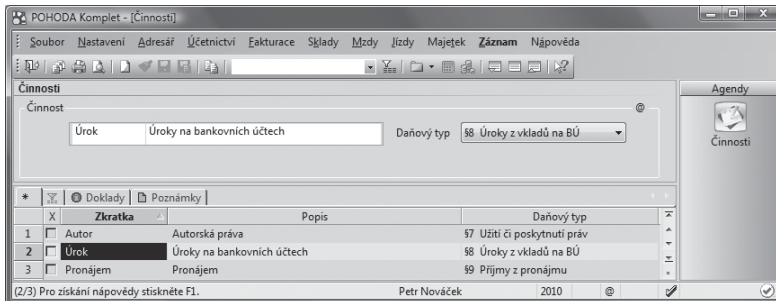 POHODA Komplet - [Činnosti]
Soubor Nastavení Adresář Účetnictví Fakturace Sklady Mzdy Jízdy Majetek Záznam Nápověda
Činnosti
Agendy
Činnost @
Úrok Úroky na bankovních účtech Daňový typ §8 Úroky z vkladů na BÚ
Činnosti
* Doklady Poznámky
X Zkratka Popis Daňový typ
1 Autor Autorská práva §7 Užití či poskytnutí práv
2 Úrok Úroky na bankovních účtech §8 Úroky z vkladů na BÚ
3 Pronájem Pronájem §9 Příjmy z pronájmu
(2/3) Pro získání nápovědy stiskněte F1. Petr Nováček 2010 @